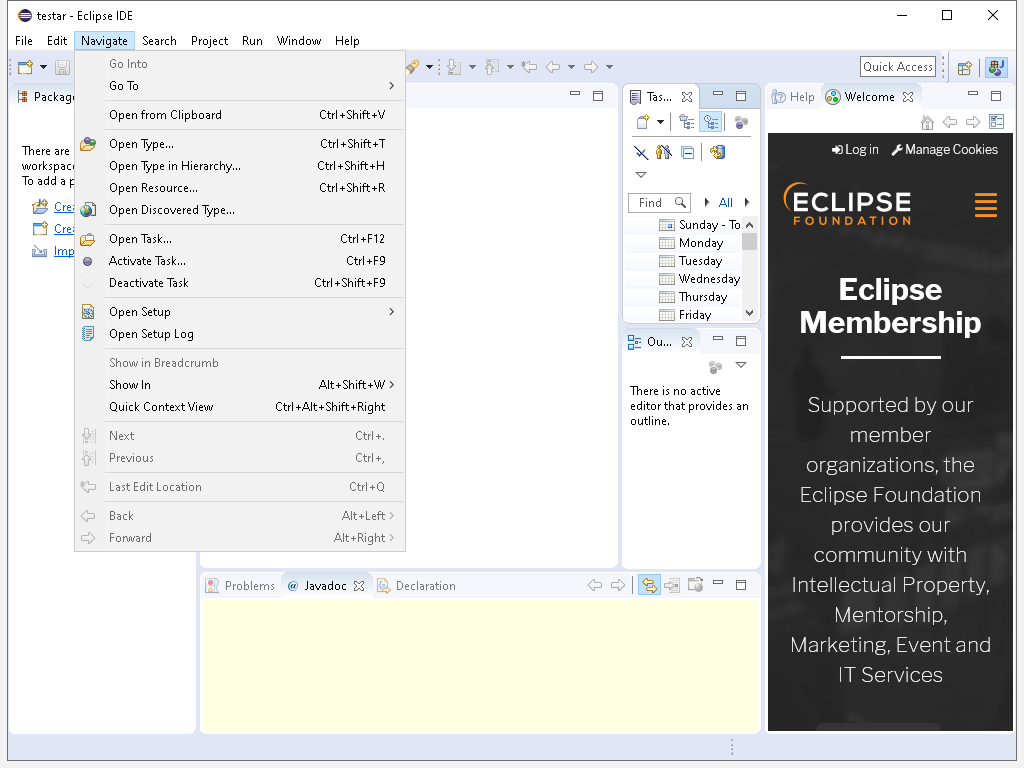 testar - Eclipse IDE
File Edit Navigate Search Project Run Window Help
Quick Access
Go Into
Go To
Open from Clipboard Ctrl+Shift+V
Open Type... Ctrl+Shift+T
Open Type in Hierarchy... Ctrl+Shift+H
Open Resource... Ctrl+Shift+R
Open Discovered Type...
Open Task... Ctrl+F12
Activate Task... Ctrl+F9
Deactivate Task Ctrl+Shift+F9
Open Setup
Open Setup Log
Show in Breadcrumb
Show In Alt+Shift+W
Quick Context View Ctrl+Alt+Shift+Right
Next Ctrl+.
Previous Ctrl+,
Last Edit Location Ctrl+Q
Back Alt+Left
Forward Alt+Right
Packag
There are
workspac
To add a p
Crea
Crea
Imp
Tas...
Find All
Sunday - To
Monday
Tuesday
Wednesday
Thursday
Friday
Ou...
There is no active
editor that provides an
outline.
Problems @ Javadoc Declaration
Help Welcome
Log in Manage Cookies
ECLIPSE
FOUNDATION
Eclipse
Membership
Supported by our
member
organizations, the
Eclipse Foundation
provides our
community with
Intellectual Property,
Mentorship,
Marketing, Event and
IT Services